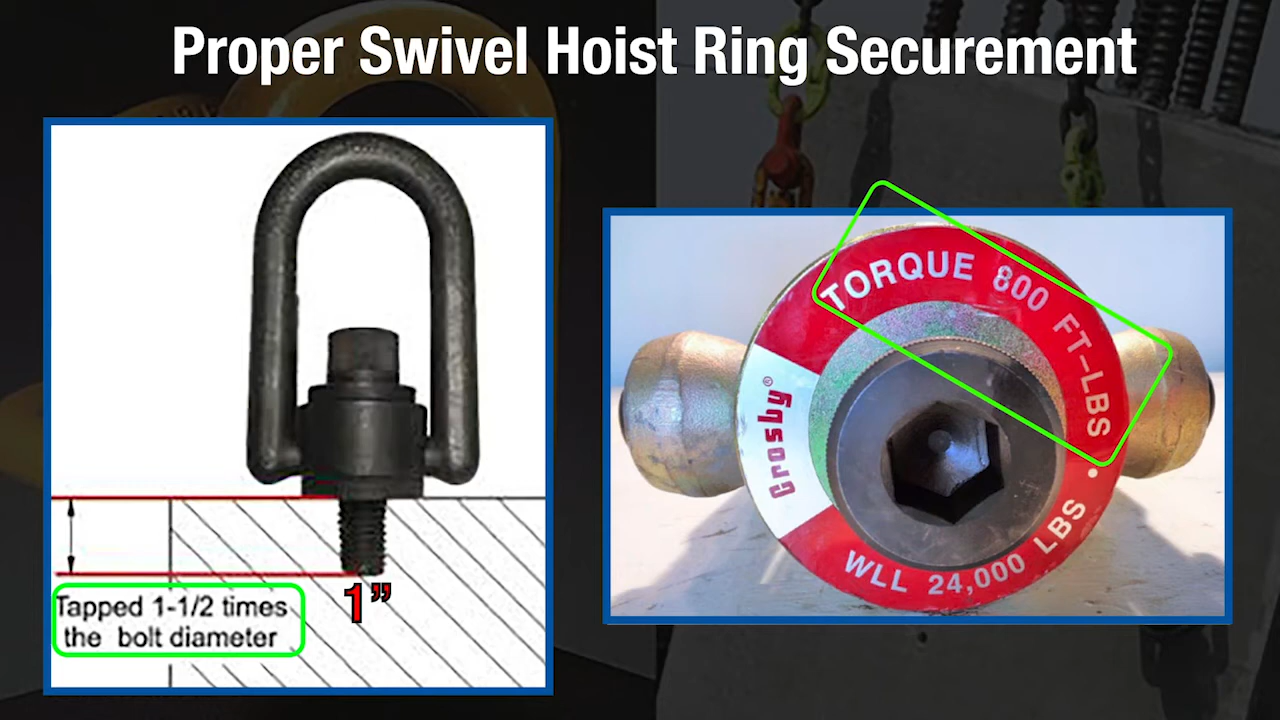 Proper Swivel Hoist Ring Securement
Tapped 1-1/2 times
the bolt diameter
1”
TORQUE 800 FT-LBS •
WLL 24,000 LBS
Crosby®